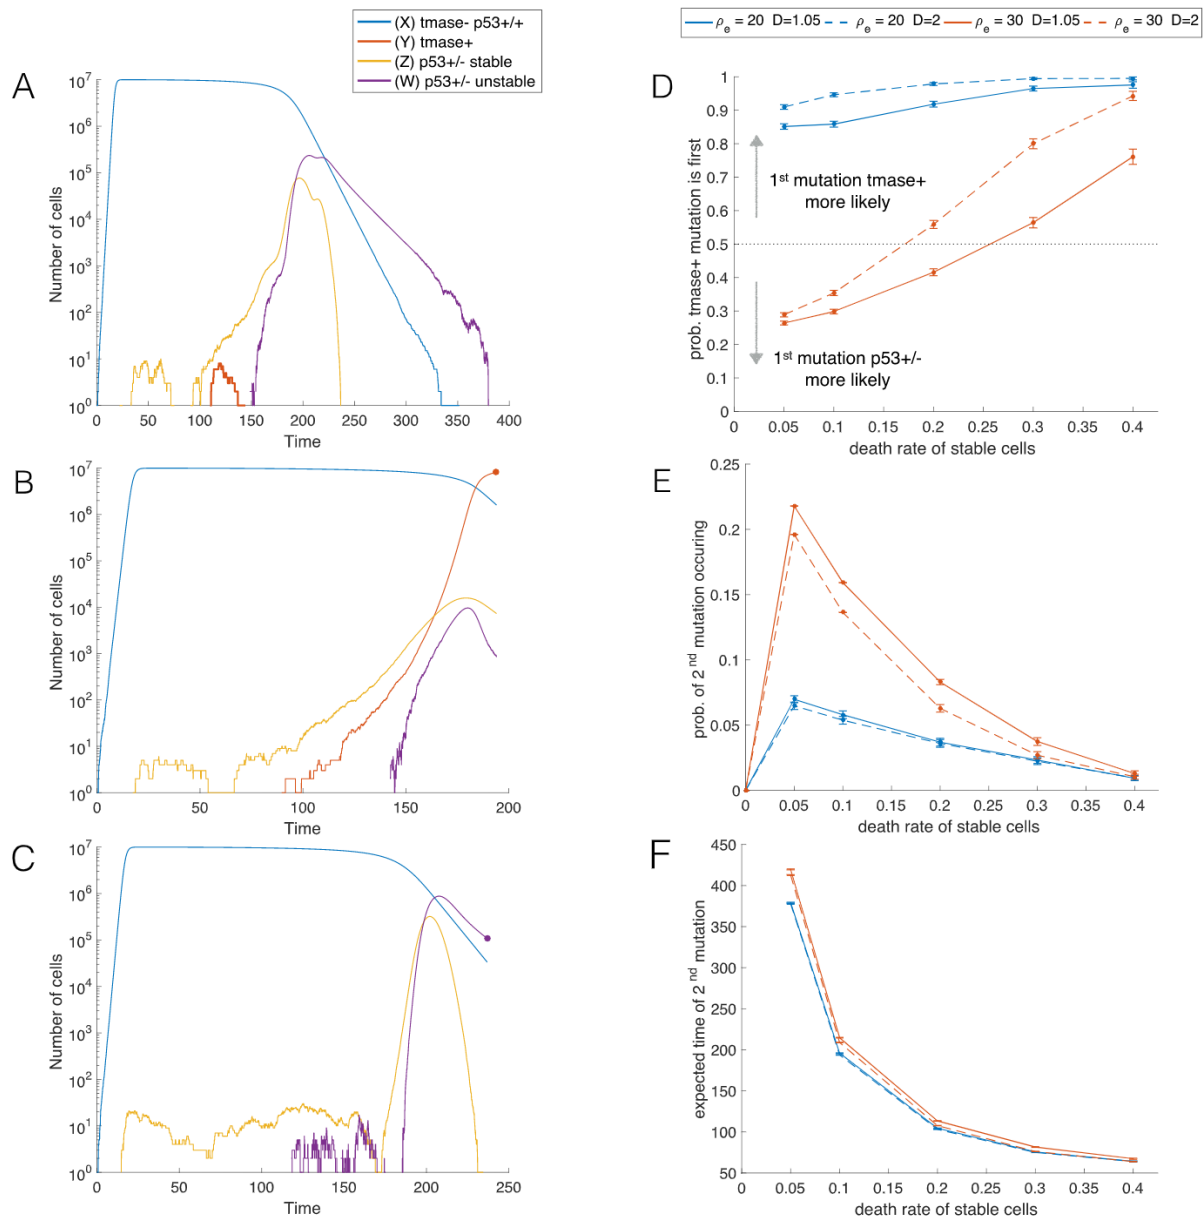 (X) tmase- p53+/+
(Y) tmase+
(Z) p53+/- stable
(W) p53+/- unstable
ρe = 20 D=1.05
ρe = 20 D=2
ρe = 30 D=1.05
ρe = 30 D=2
A
Number of cells
10^7
10^6
10^5
10^4
10^3
10^2
10^1
10^0
0 50 100 150 200 250 300 350 400
Time
B
Number of cells
10^7
10^6
10^5
10^4
10^3
10^2
10^1
10^0
0 50 100 150 200
Time
C
Number of cells
10^7
10^6
10^5
10^4
10^3
10^2
10^1
10^0
0 50 100 150 200 250
Time
D
prob. tmase+ mutation is first
1
0.9
0.8
0.7
0.6
0.5
0.4
0.3
0.2
0.1
0
1st mutation tmase+
more likely
1st mutation p53+/-
more likely
0.05 0.1 0.15 0.2 0.25 0.3 0.35 0.4
death rate of stable cells
E
prob. of 2nd mutation occuring
0.25
0.2
0.15
0.1
0.05
0
0 0.05 0.1 0.15 0.2 0.25 0.3 0.35 0.4
death rate of stable cells
F
expected time of 2nd mutation
450
400
350
300
250
200
150
100
50
0 0.05 0.1 0.15 0.2 0.25 0.3 0.35 0.4
death rate of stable cells